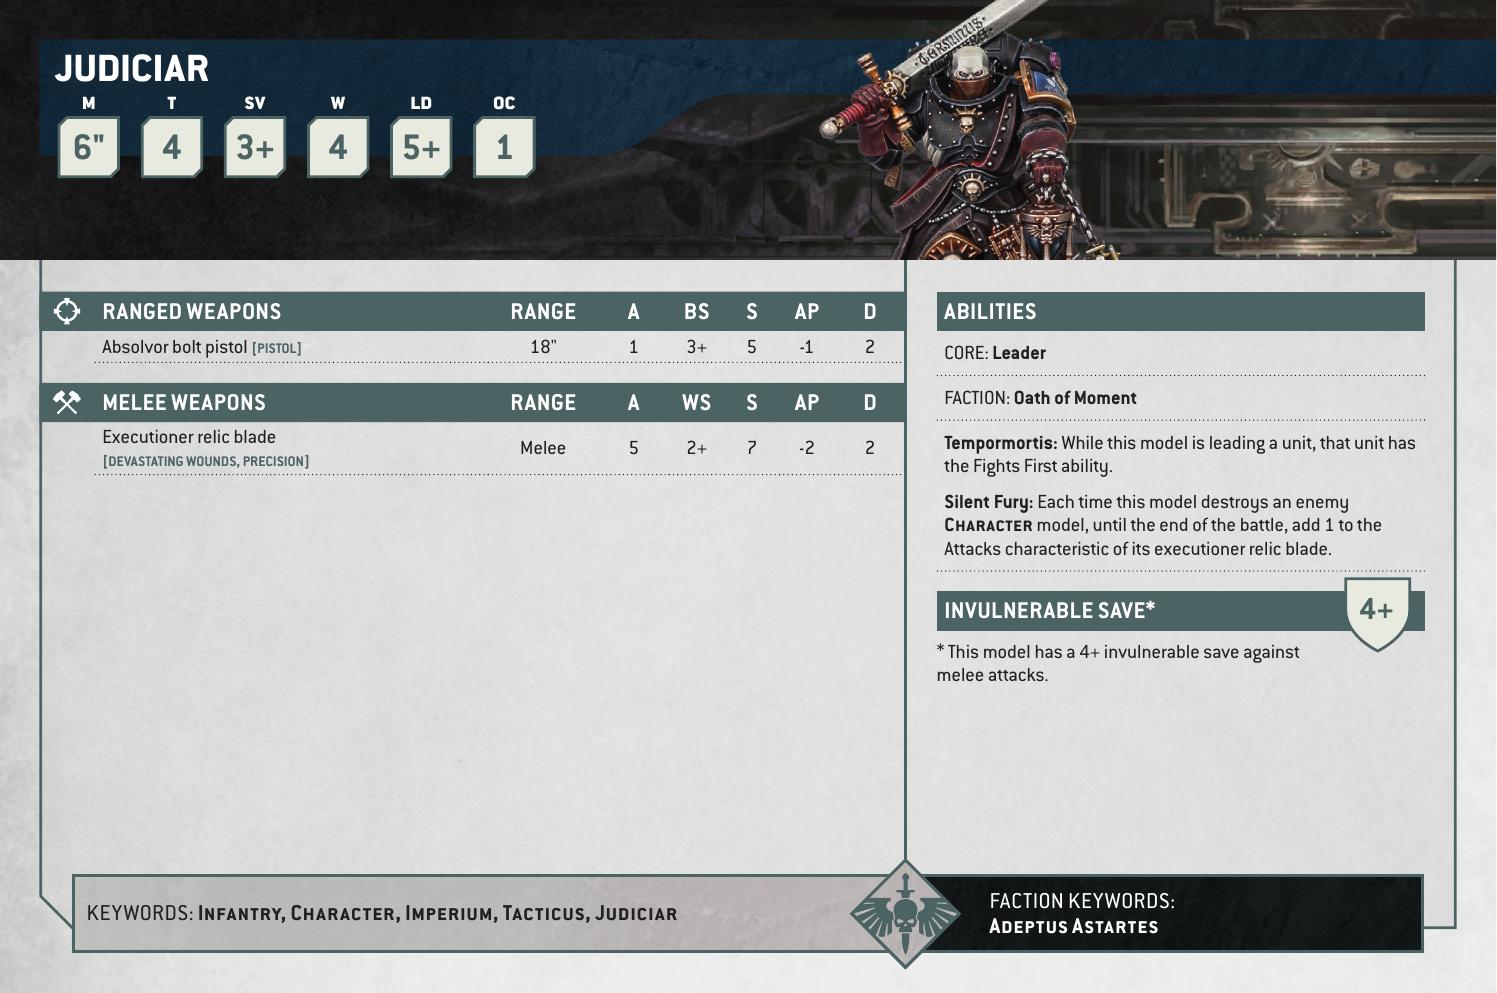 JUDICIAR
M T SV W LD OC
6" 4 3+ 4 5+ 1
RANGED WEAPONS RANGE A BS S AP D
Absolvor bolt pistol [PISTOL] 18" 1 3+ 5 -1 2
MELEE WEAPONS RANGE A WS S AP D
Executioner relic blade
[DEVASTATING WOUNDS, PRECISION] Melee 5 2+ 7 -2 2
ABILITIES
CORE: Leader
FACTION: Oath of Moment
Tempormortis: While this model is leading a unit, that unit has
the Fights First ability.
Silent Fury: Each time this model destroys an enemy
CHARACTER model, until the end of the battle, add 1 to the
Attacks characteristic of its executioner relic blade.
INVULNERABLE SAVE* 4+
* This model has a 4+ invulnerable save against
melee attacks.
KEYWORDS: INFANTRY, CHARACTER, IMPERIUM, TACTICUS, JUDICIAR
FACTION KEYWORDS:
ADEPTUS ASTARTES